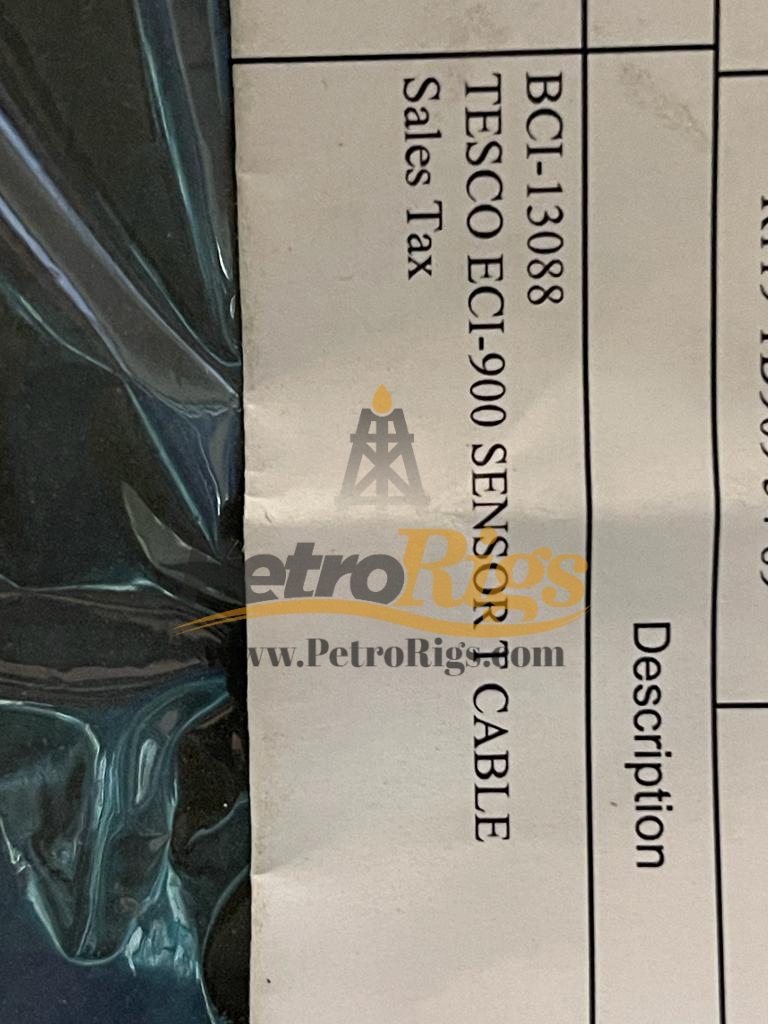 Description
BCI-13088
TESCO ECI-900 SENSOR T CABLE
Sales Tax
PetroRigs
www.PetroRigs.com